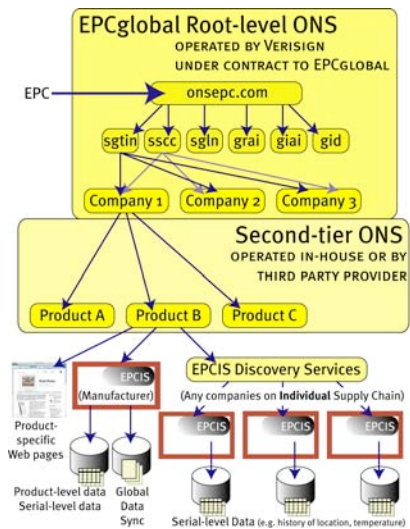 EPCglobal Root-level ONS
OPERATED BY VERISIGN
UNDER CONTRACT TO EPCGLOBAL
EPC
onsepc.com
sgtin
sscc
sgln
grai
giai
gid
Company 1
Company 2
Company 3
Second-tier ONS
OPERATED IN-HOUSE OR BY
THIRD PARTY PROVIDER
Product A
Product B
Product C
EPCIS
(Manufacturer)
EPCIS Discovery Services
(Any companies on Individual Supply Chain)
Product-
specific
Web pages
EPCIS
EPCIS
EPCIS
Product-level data
Serial-level data
Global
Data
Sync
Serial-level Data (e.g. history of location, temperature)